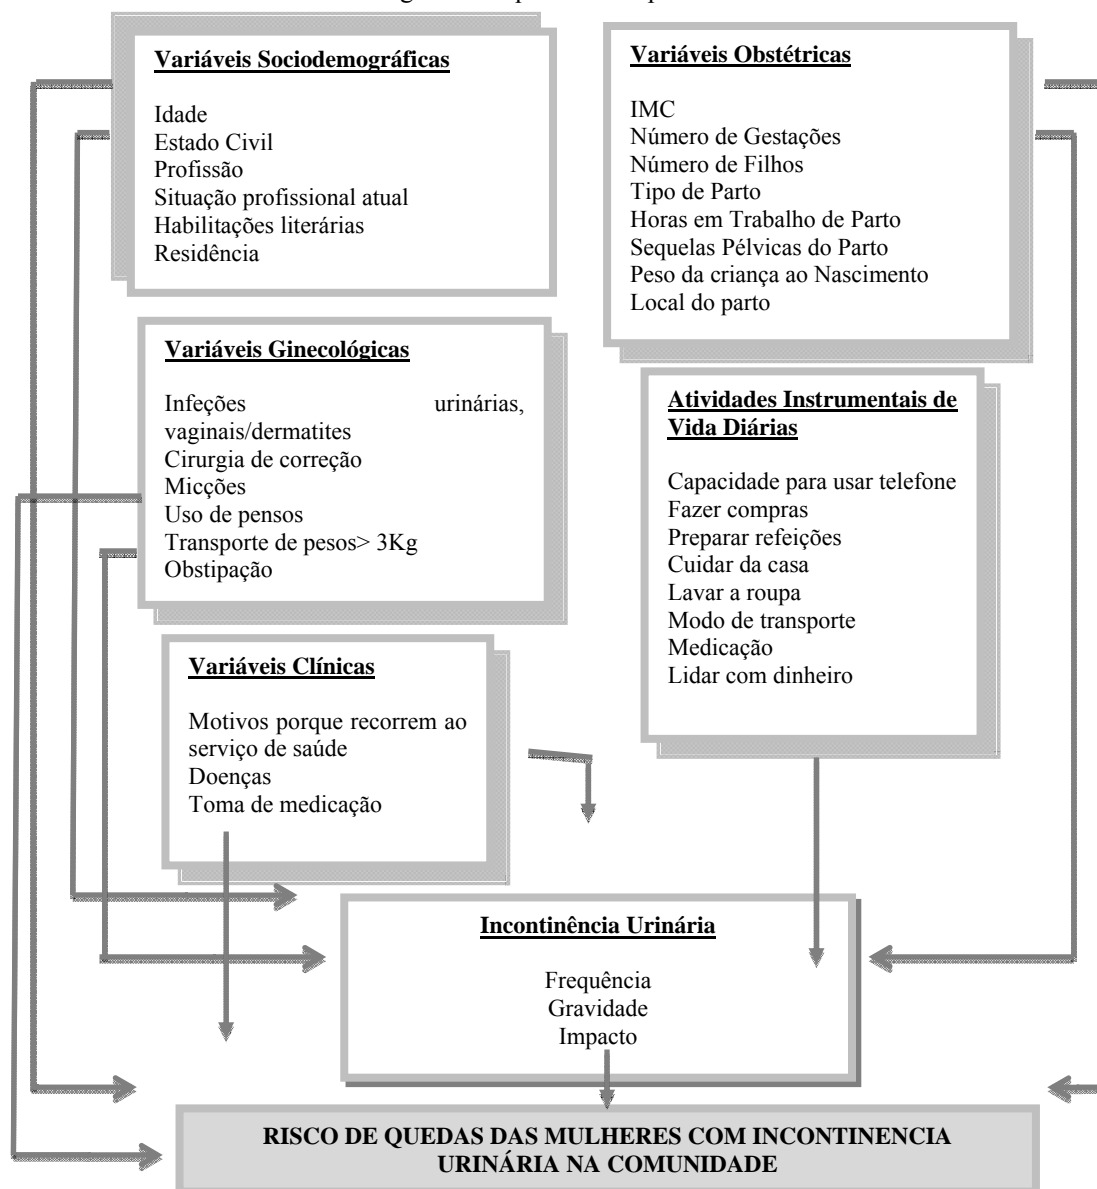 Variáveis Sociodemográficas
Idade
Estado Civil
Profissão
Situação profissional atual
Habilitações literárias
Residência
Variáveis Obstétricas
IMC
Número de Gestações
Número de Filhos
Tipo de Parto
Horas em Trabalho de Parto
Sequelas Pélvicas do Parto
Peso da criança ao Nascimento
Local do parto
Variáveis Ginecológicas
Infeções urinárias,
vaginais/dermatites
Cirurgia de correção
Micções
Uso de pensos
Transporte de pesos> 3Kg
Obstipação
Atividades Instrumentais de
Vida Diárias
Capacidade para usar telefone
Fazer compras
Preparar refeições
Cuidar da casa
Lavar a roupa
Modo de transporte
Medicação
Lidar com dinheiro
Variáveis Clínicas
Motivos porque recorrem ao
serviço de saúde
Doenças
Toma de medicação
Incontinência Urinária
Frequência
Gravidade
Impacto
RISCO DE QUEDAS DAS MULHERES COM INCONTINENCIA
URINÁRIA NA COMUNIDADE